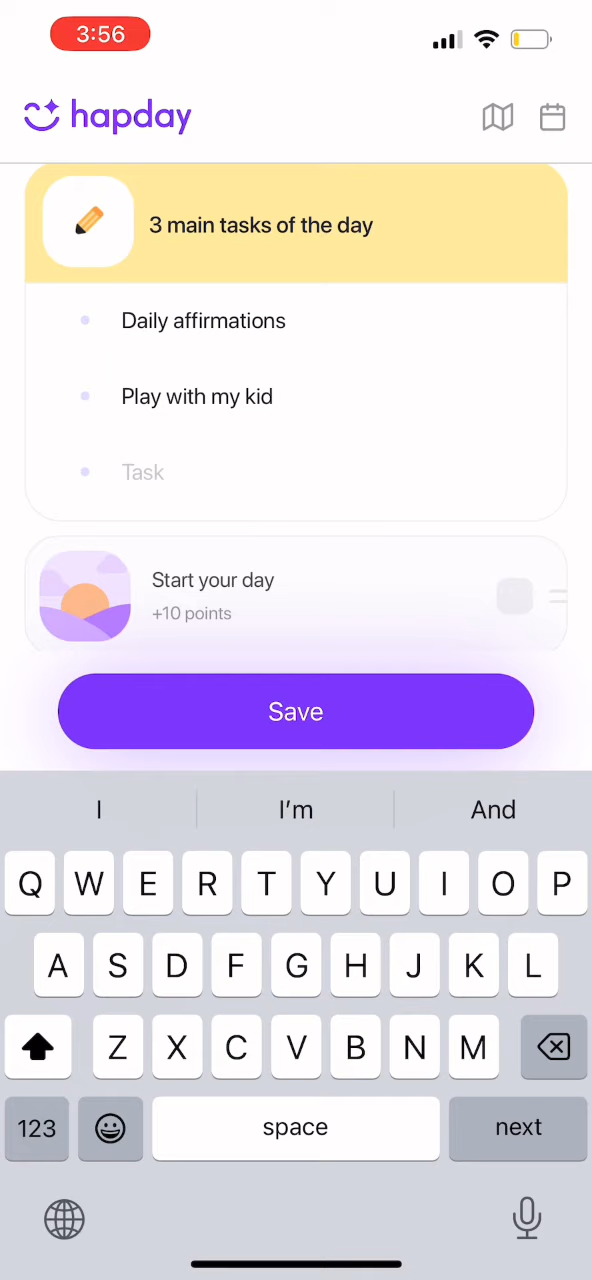 3:56
hapday
3 main tasks of the day
Daily affirmations
Play with my kid
Task
Start your day
+10 points
Save
I
I'm
And
Q W E R T Y U I O P
A S D F G H J K L
Z X C V B N M
123
space
next